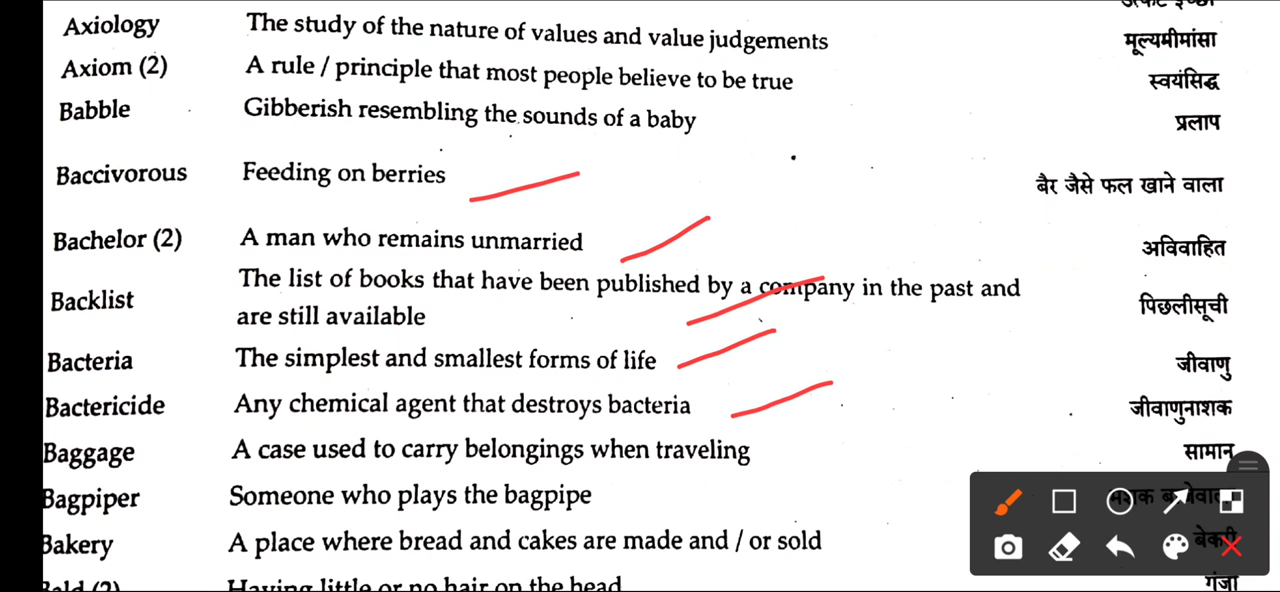 Axiology The study of the nature of values and value judgements मूल्यमीमांसा
Axiom (2) A rule / principle that most people believe to be true स्वयंसिद्ध
Babble Gibberish resembling the sounds of a baby प्रलाप
Baccivorous Feeding on berries बैर जैसे फल खाने वाला
Bachelor (2) A man who remains unmarried अविवाहित
Backlist The list of books that have been published by a company in the past and are still available पिछलीसूची
Bacteria The simplest and smallest forms of life जीवाणु
Bactericide Any chemical agent that destroys bacteria जीवाणुनाशक
Baggage A case used to carry belongings when traveling सामान
Bagpiper Someone who plays the bagpipe
Bakery A place where bread and cakes are made and / or sold बेकरी
Bald (2) Having little or no hair on the head गंजा